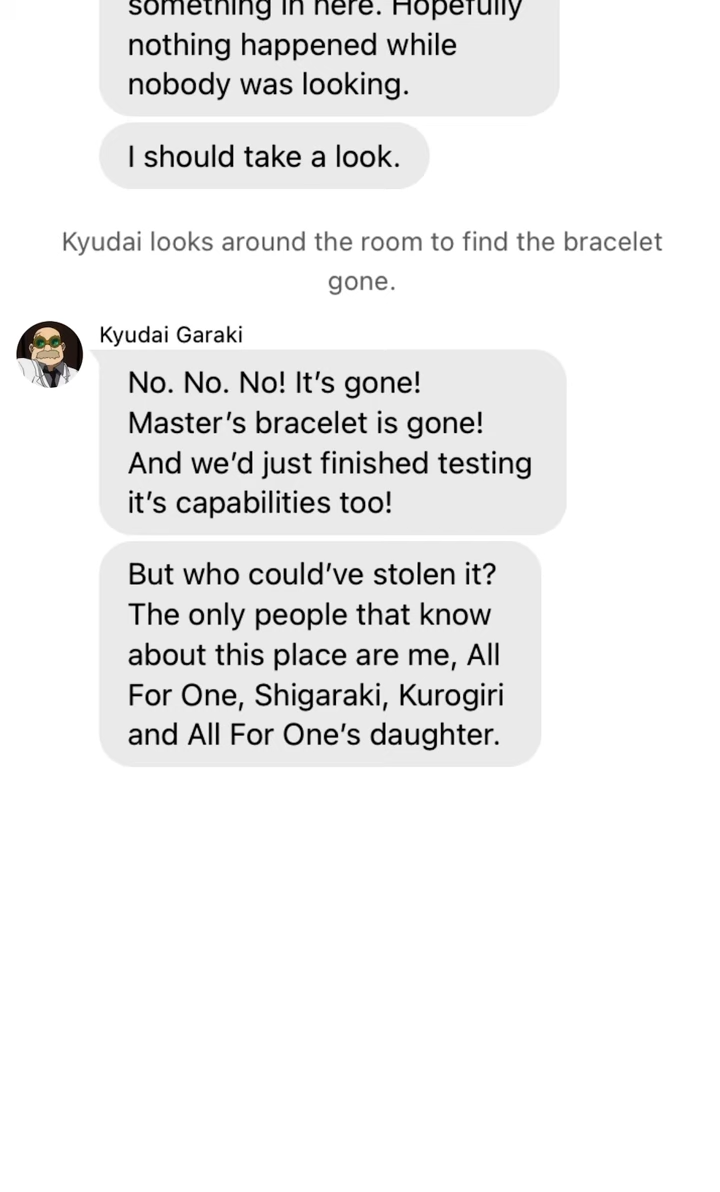 something in here. Hopefully
nothing happened while
nobody was looking.
I should take a look.
Kyudai looks around the room to find the bracelet
gone.
Kyudai Garaki
No. No. No! It’s gone!
Master’s bracelet is gone!
And we’d just finished testing
it’s capabilities too!
But who could’ve stolen it?
The only people that know
about this place are me, All
For One, Shigaraki, Kurogiri
and All For One’s daughter.